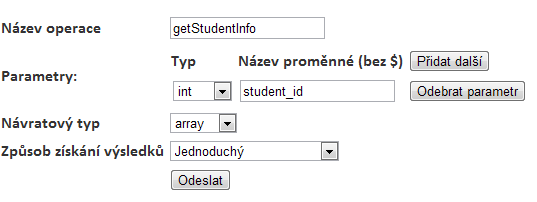 Název operace getStudentInfo
Typ Název proměnné (bez $) Přidat další
Parametry:
int student_id Odebrat parametr
Návratový typ array
Způsob získání výsledků Jednoduchý
Odeslat